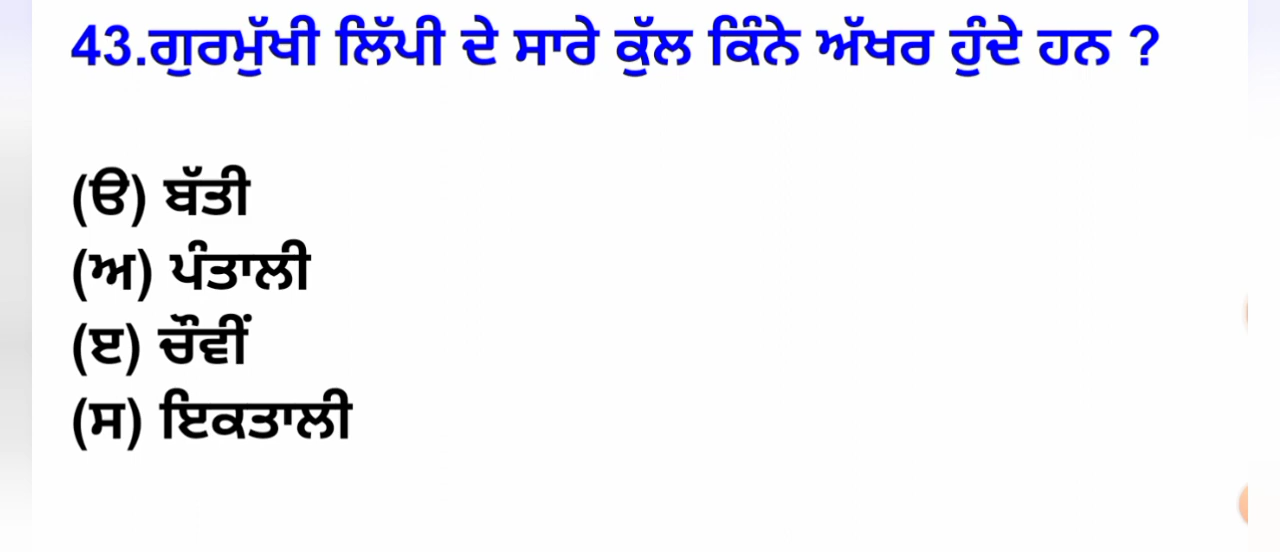 43.ਗੁਰਮੁੱਖੀ ਲਿੱਪੀ ਦੇ ਸਾਰੇ ਕੁੱਲ ਕਿੰਨੇ ਅੱਖਰ ਹੁੰਦੇ ਹਨ ?
(ੳ) ਬੱਤੀ
(ਅ) ਪੰਤਾਲੀ
(ੲ) ਚੌਵੀਂ
(ਸ) ਇਕਤਾਲੀ